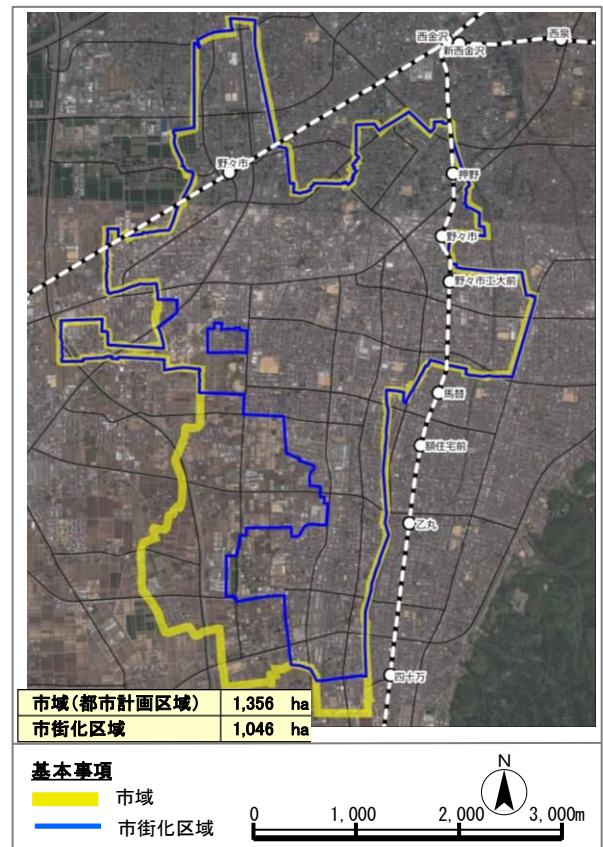 西金沢
西泉
新西金沢
野々市
押野
野々市
野々市工大前
馬替
額住宅前
乙丸
四十万
市域(都市計画区域) 1,356 ha
市街化区域 1,046 ha
基本事項
市域
市街化区域
N
0 1,000 2,000 3,000m